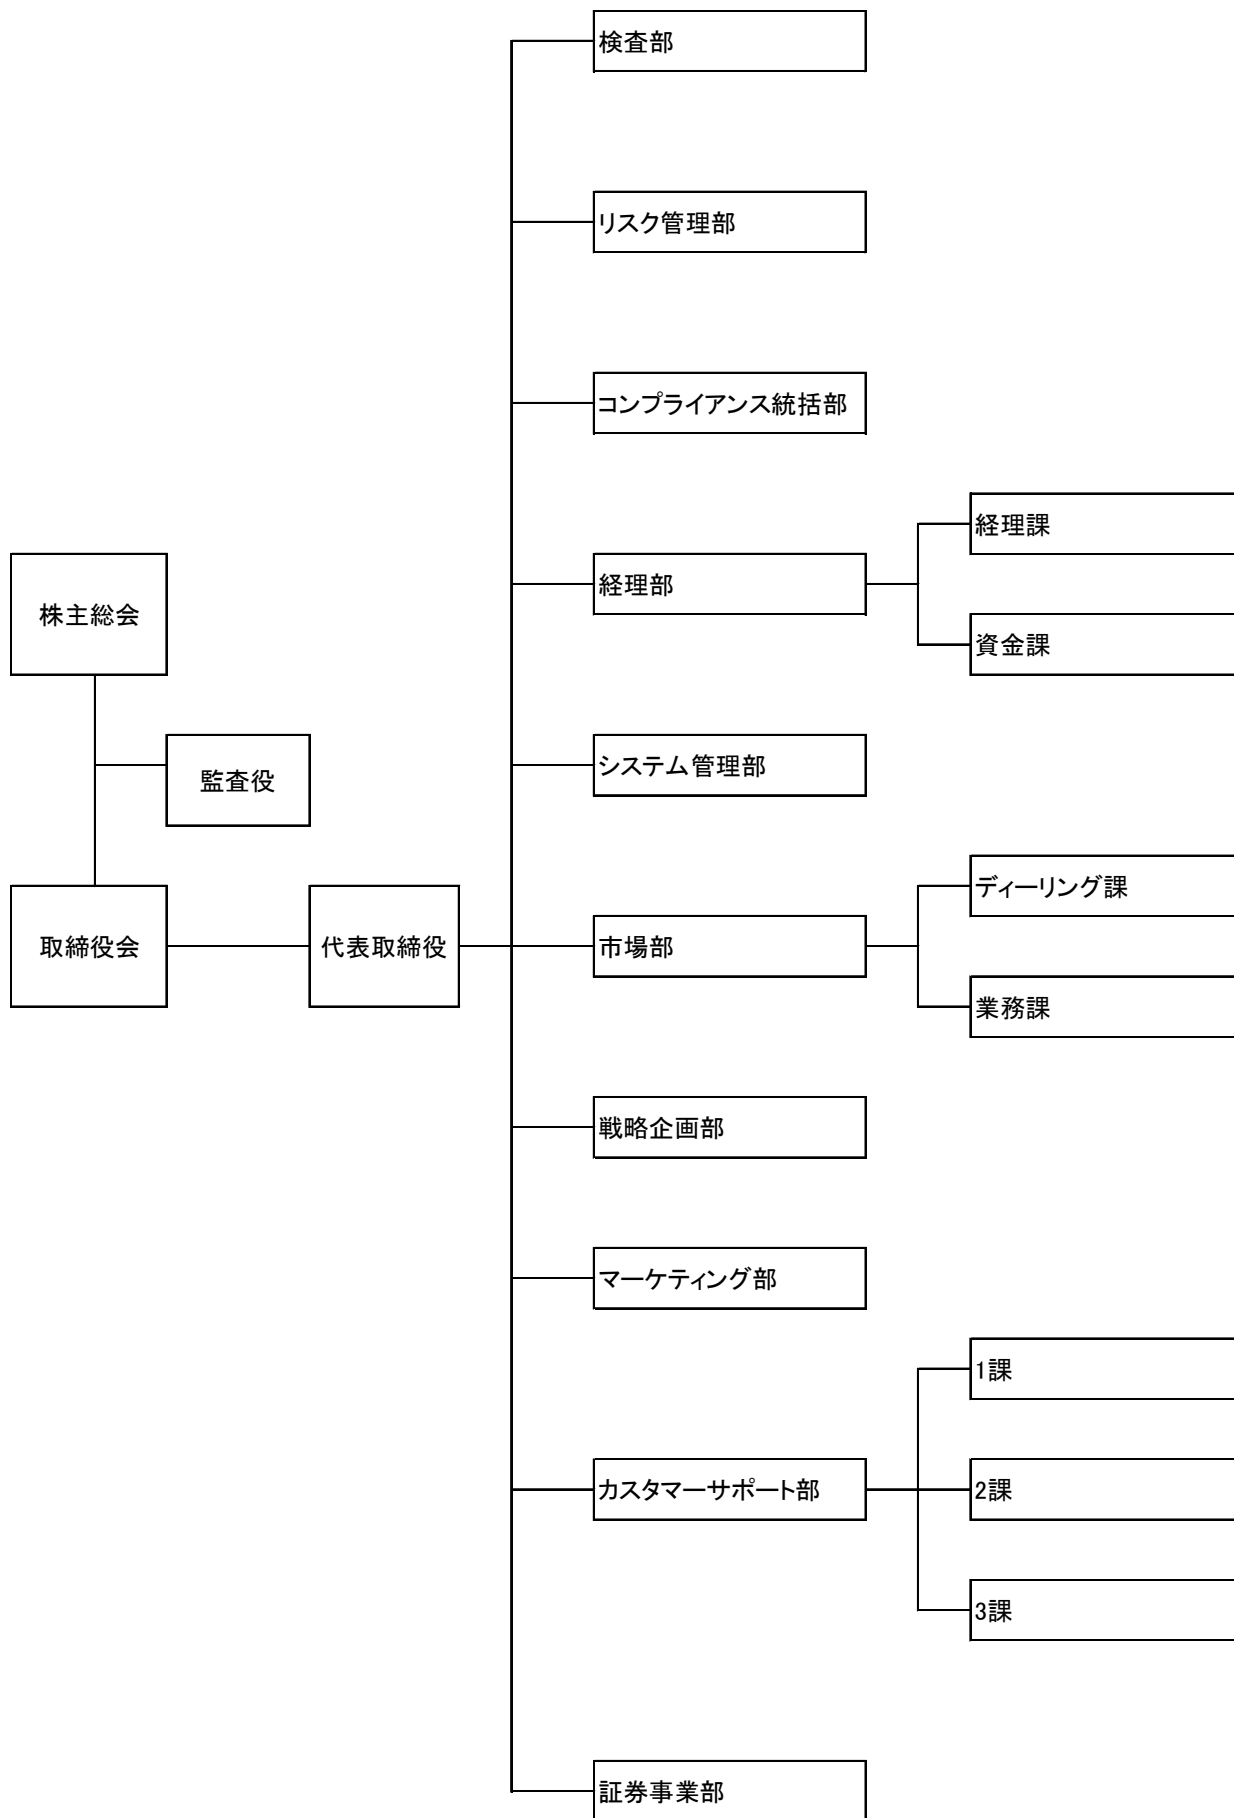 検査部
リスク管理部
コンプライアンス統括部
経理課
株主総会
経理部
資金課
監査役
システム管理部
ディーリング課
取締役会
代表取締役
市場部
業務課
戦略企画部
マーケティング部
1課
カスタマーサポート部
2課
3課
証券事業部